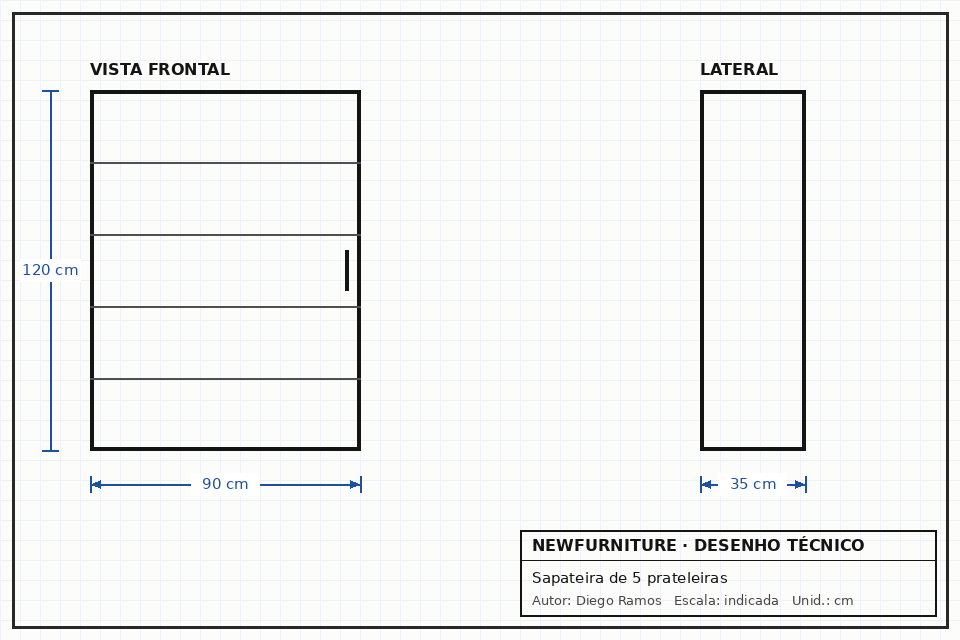 VISTA FRONTAL
LATERAL
120 cm
90 cm
35 cm
NEWFURNITURE · DESENHO TÉCNICO
Sapateira de 5 prateleiras
Autor: Diego Ramos Escala: indicada Unid.: cm